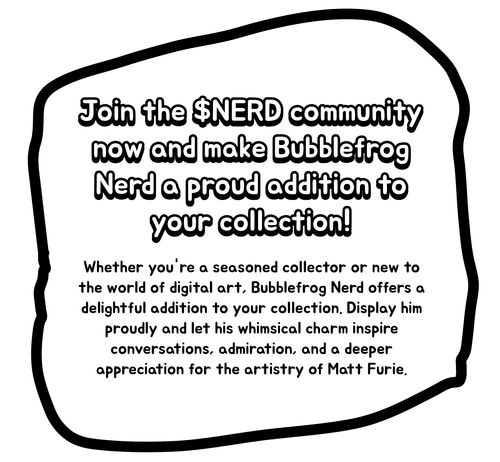 Join the $NERD community
now and make Bubblefrog
Nerd a proud addition to
your collection!
Whether you're a seasoned collector or new to
the world of digital art, Bubblefrog Nerd offers a
delightful addition to your collection. Display him
proudly and let his whimsical charm inspire
conversations, admiration, and a deeper
appreciation for the artistry of Matt Furie.